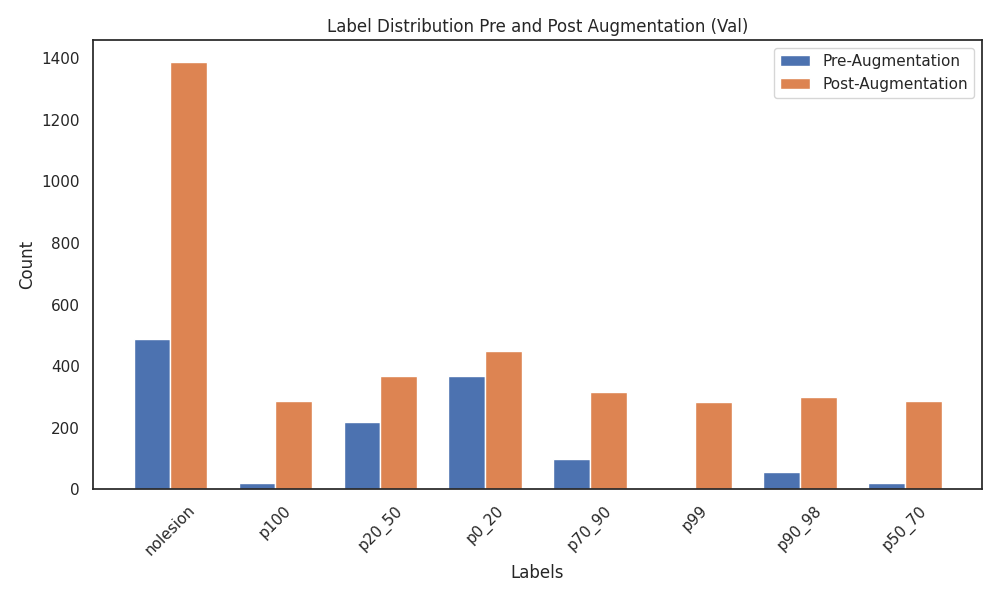 Label Distribution Pre and Post Augmentation (Val)
Pre-Augmentation
Post-Augmentation
Count
1400
1200
1000
800
600
400
200
0
nolesion
p100
p20_50
p0_20
p70_90
p99
p90_98
p50_70
Labels